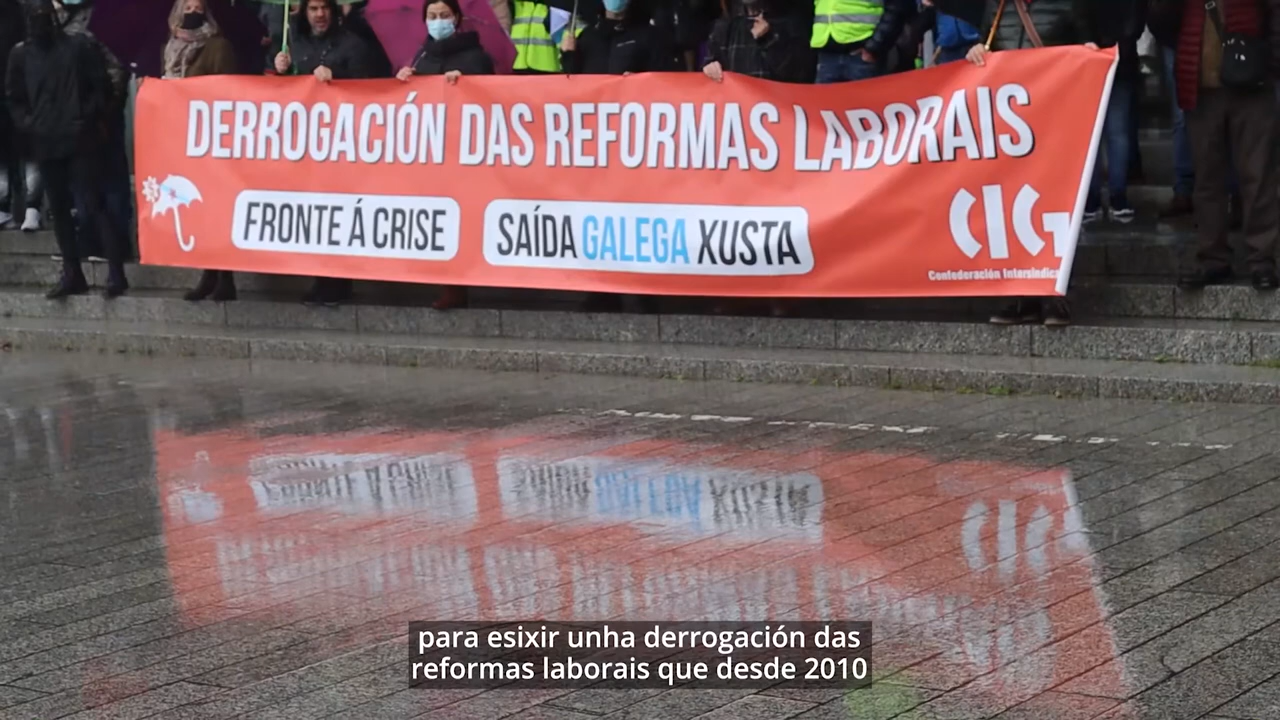 DERROGACIÓN DAS REFORMAS LABORAIS
FRONTE Á CRISE
SAÍDA GALEGA XUSTA
CIG
Confederación Intersindical
para esixir unha derrogación das
reformas laborais que desde 2010